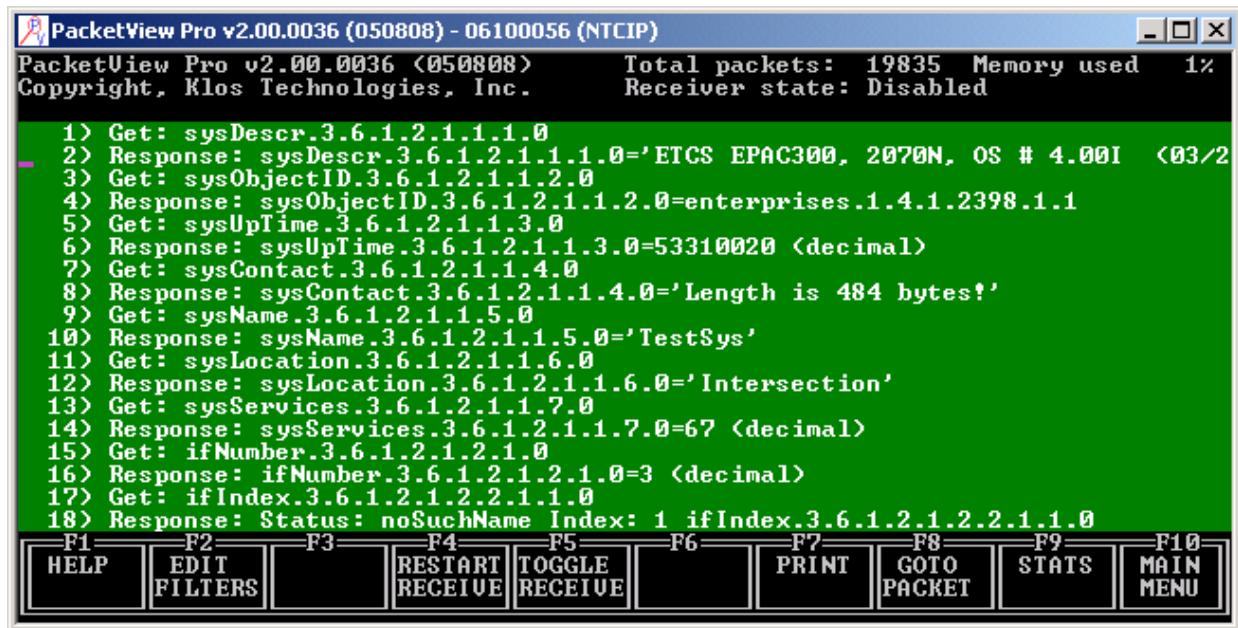 PacketView Pro v2.00.0036 (050808) - 06100056 (NTCIP)
PacketView Pro v2.00.0036 (050808) Total packets: 19835 Memory used 1%
Copyright, Klos Technologies, Inc. Receiver state: Disabled
1) Get: sysDescr.3.6.1.2.1.1.1.0
2) Response: sysDescr.3.6.1.2.1.1.1.0='ETCS EPAC300, 2070N, OS # 4.00I (03/2
3) Get: sysObjectID.3.6.1.2.1.1.2.0
4) Response: sysObjectID.3.6.1.2.1.1.2.0=enterprises.1.4.1.2398.1.1
5) Get: sysUpTime.3.6.1.2.1.1.3.0
6) Response: sysUpTime.3.6.1.2.1.1.3.0=53310020 (decimal)
7) Get: sysContact.3.6.1.2.1.1.4.0
8) Response: sysContact.3.6.1.2.1.1.4.0='Length is 484 bytes!'
9) Get: sysName.3.6.1.2.1.1.5.0
10) Response: sysName.3.6.1.2.1.1.5.0='TestSys'
11) Get: sysLocation.3.6.1.2.1.1.6.0
12) Response: sysLocation.3.6.1.2.1.1.6.0='Intersection'
13) Get: sysServices.3.6.1.2.1.1.7.0
14) Response: sysServices.3.6.1.2.1.1.7.0=67 (decimal)
15) Get: ifNumber.3.6.1.2.1.2.1.0
16) Response: ifNumber.3.6.1.2.1.2.1.0=3 (decimal)
17) Get: ifIndex.3.6.1.2.1.2.2.1.1.0
18) Response: Status: noSuchName Index: 1 ifIndex.3.6.1.2.1.2.2.1.1.0
F1 F2 F3 F4 F5 F6 F7 F8 F9 F10
HELP EDIT RESTART TOGGLE PRINT GOTO STATS MAIN
FILTERS RECEIVE RECEIVE PACKET MENU